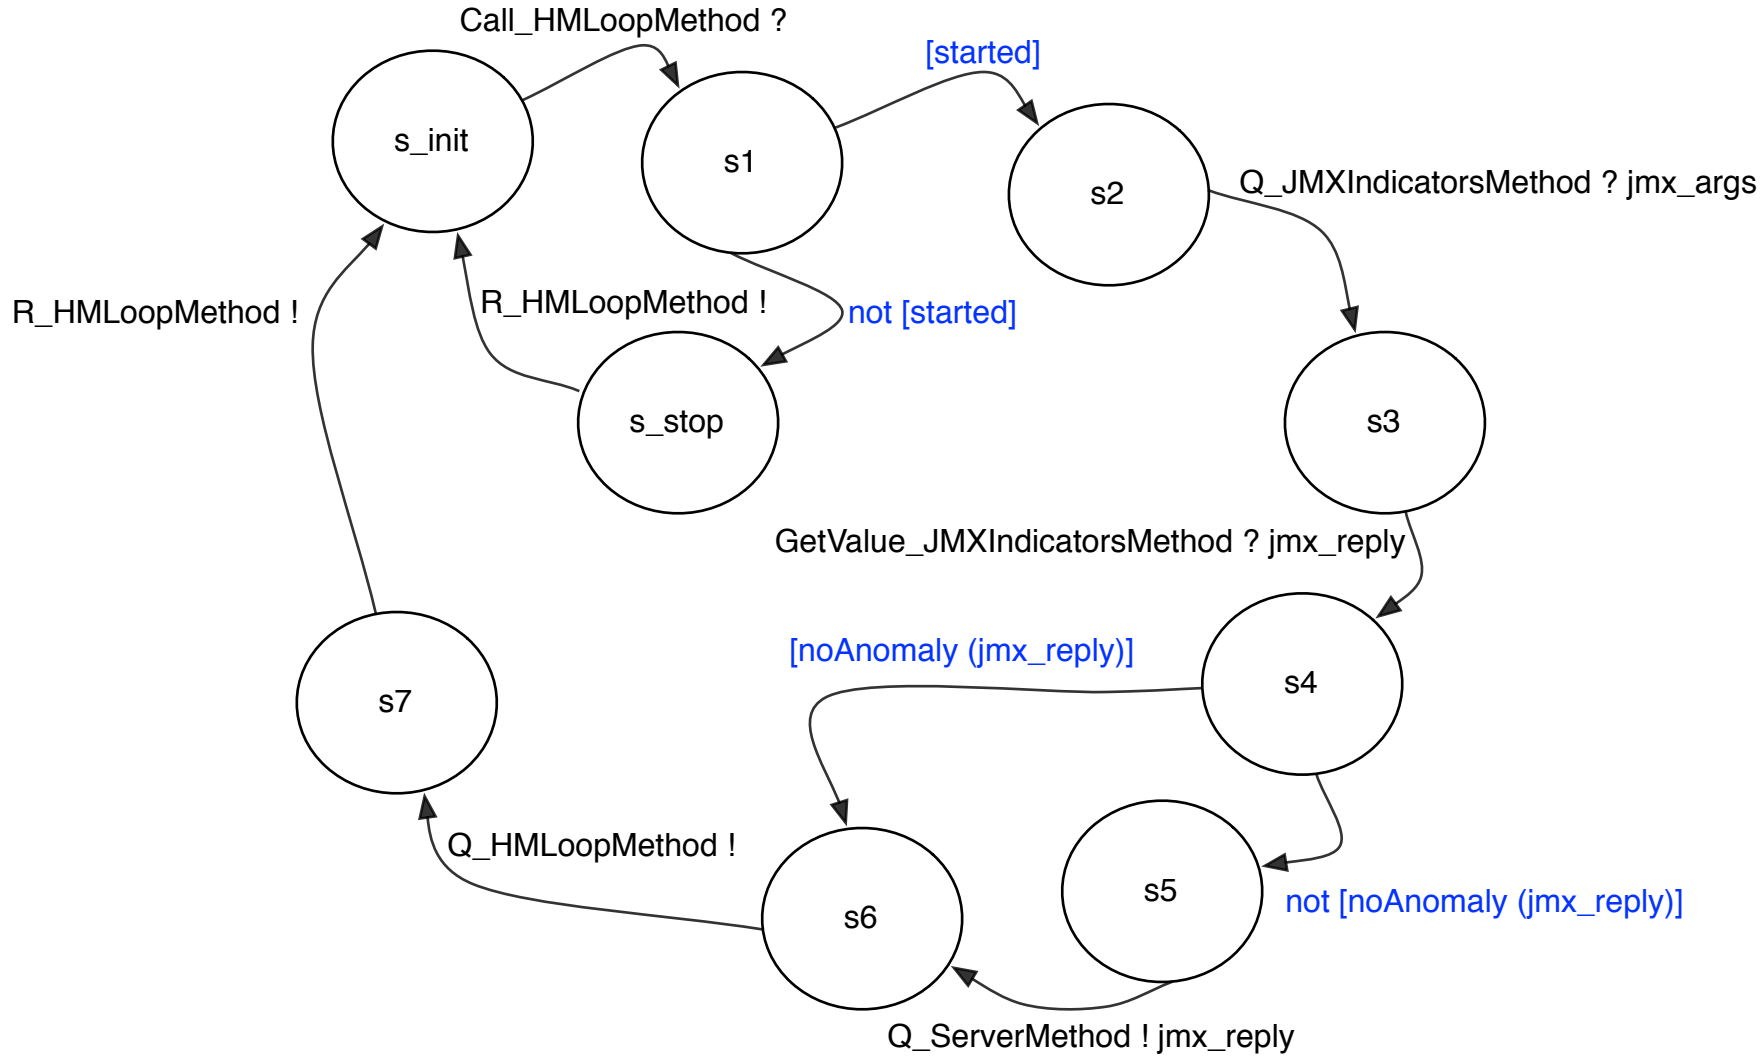 Call_HMLoopMethod ?
[started]
s_init
s1
s2
Q_JMXIndicatorsMethod ? jmx_args
R_HMLoopMethod !
R_HMLoopMethod !
not [started]
s_stop
s3
GetValue_JMXIndicatorsMethod ? jmx_reply
[noAnomaly (jmx_reply)]
s4
s7
Q_HMLoopMethod !
s5
not [noAnomaly (jmx_reply)]
s6
Q_ServerMethod ! jmx_reply